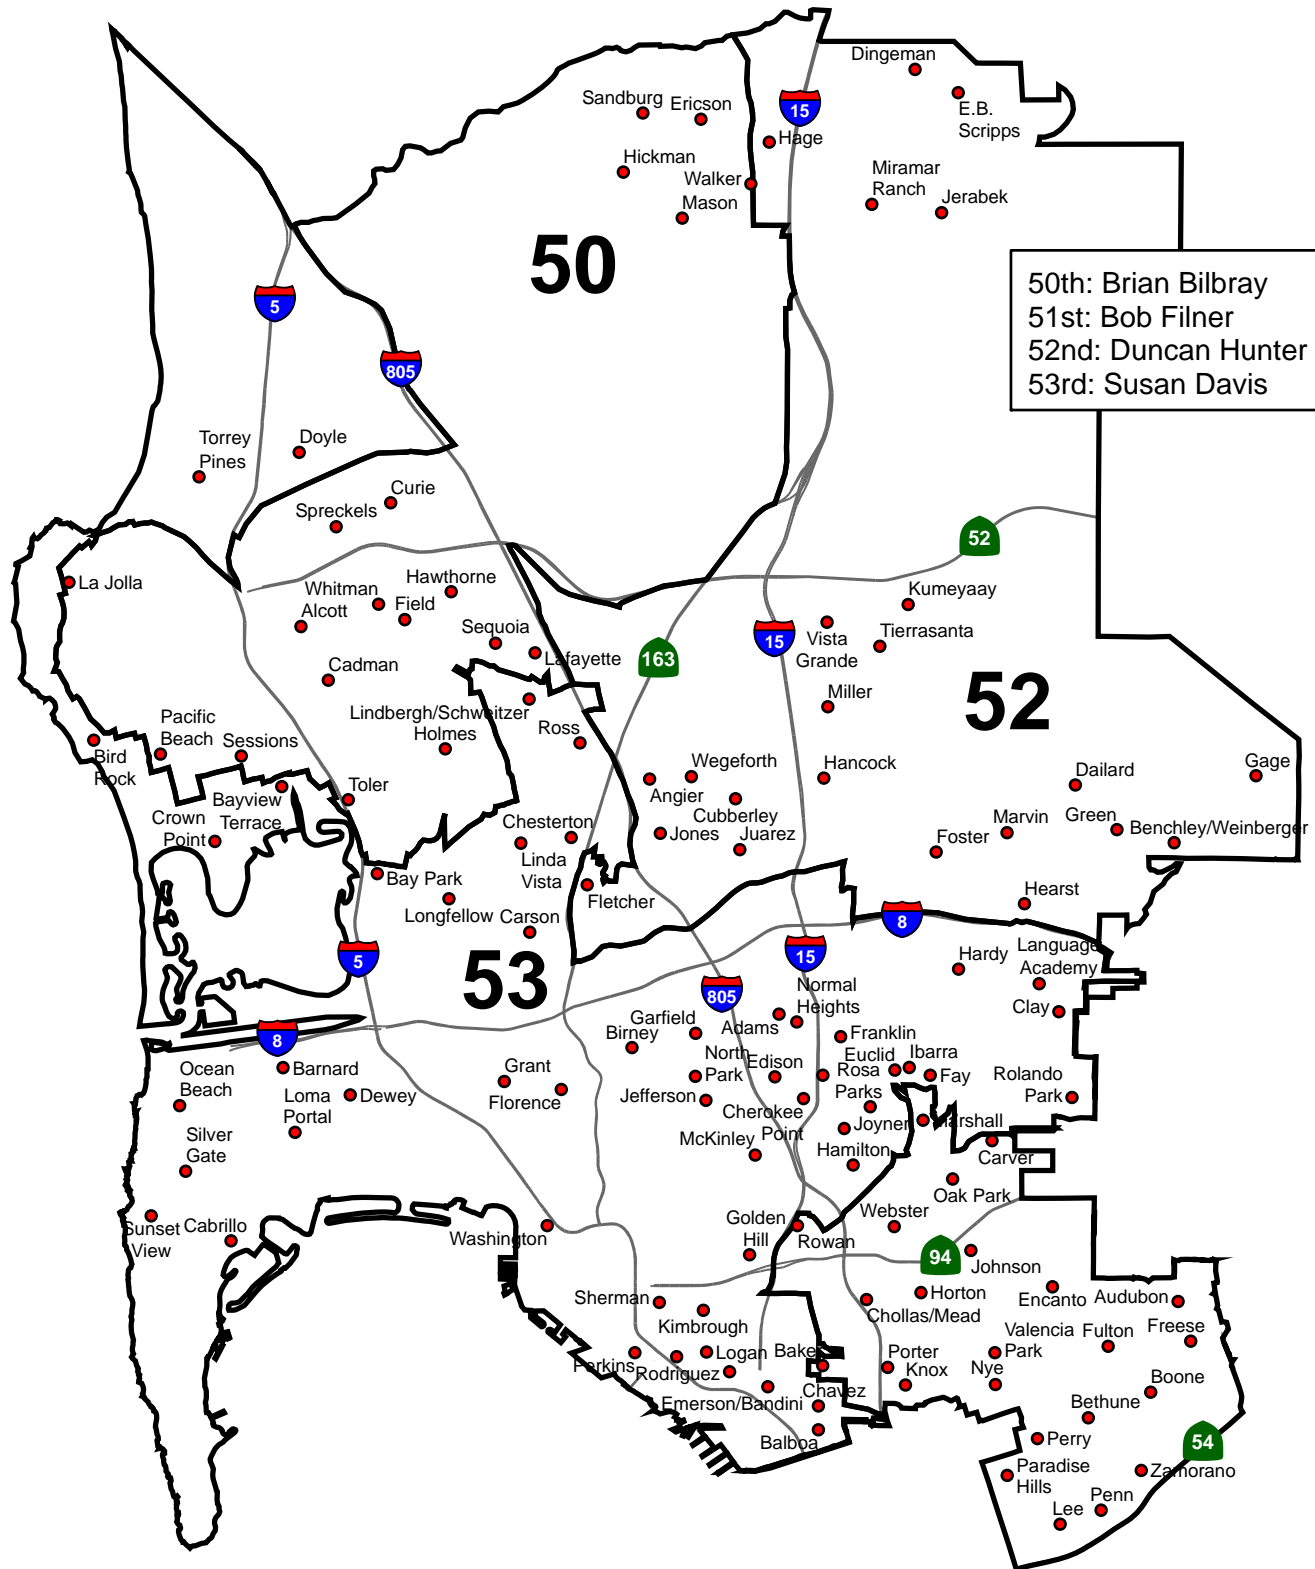 Dingeman
Sandburg
Ericson
15
E.B.
Scripps
Hage
Hickman
Walker
Mason
Miramar
Ranch
Jerabek
50
50th: Brian Bilbray
51st: Bob Filner
52nd: Duncan Hunter
53rd: Susan Davis
5
805
Torrey
Pines
Doyle
Curie
Spreckels
52
La Jolla
Whitman
Hawthorne
Alcott
Field
Kumeyaay
Sequoia
Lafayette
163
15
Vista
Grande
Tierrasanta
Cadman
Miller
52
Lindbergh/Schweitzer
Holmes
Ross
Pacific
Beach
Sessions
Bird
Rock
Wegeforth
Hancock
Dailard
Gage
Toler
Bayview
Terrace
Angier
Cubberley
Crown
Point
Chesterton
Linda
Vista
Jones
Juarez
Foster
Marvin
Green
Benchley/Weinberger
Bay Park
Longfellow
Fletcher
Hearst
Carson
8
5
53
15
Hardy
Language
Academy
805
Normal
Heights
Clay
8
Garfield
Birney
Adams
Franklin
Euclid
Ibarra
Ocean
Beach
Barnard
Loma
Portal
Dewey
Grant
Florence
North
Park
Edison
Rosa
Parks
Fay
Rolando
Park
Jefferson
Cherokee
Point
Silver
Gate
McKinley
Joyner
Marshall
Hamilton
Carver
Oak Park
Sunset
View
Cabrillo
Washington
Golden
Hill
Rowan
Webster
94
Johnson
Sherman
Kimbrough
Horton
Chollas/Mead
Encanto
Audubon
Valencia
Park
Fulton
Freese
Perkins
Rodriguez
Logan
Baker
Porter
Knox
Nye
Boone
Emerson/Bandini
Chavez
Bethune
Balboa
Perry
54
Paradise
Hills
Zamorano
Penn
Lee